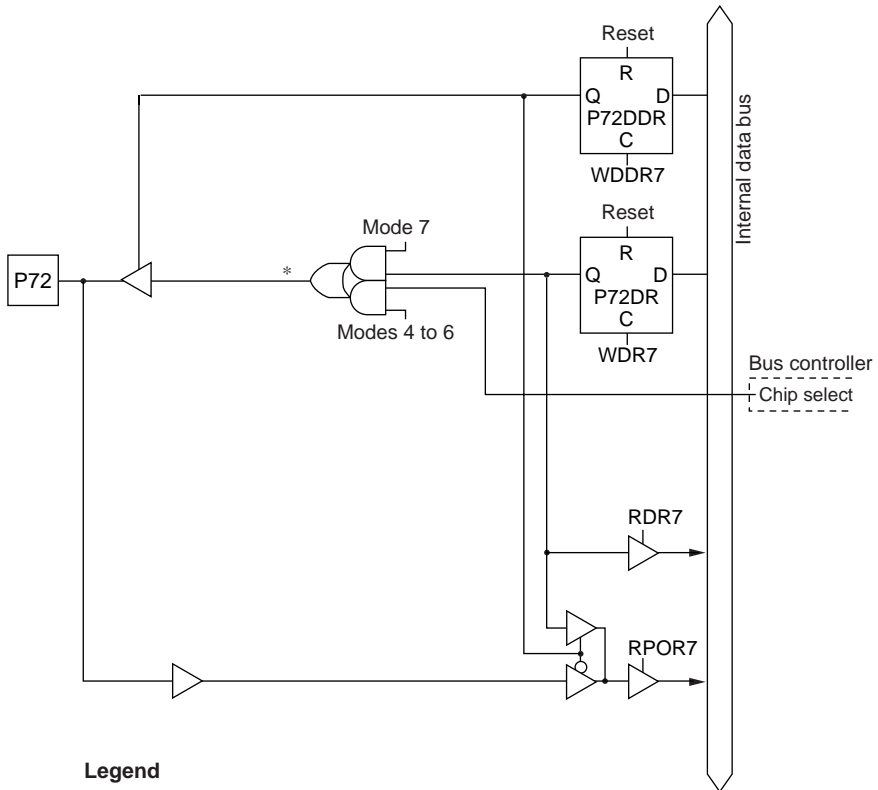 Reset
R
Q D
P72DDR
C
WDDR7
Internal data bus
Reset
R
Q D
P72DR
C
WDR7
Mode 7
*
P72
Modes 4 to 6
Bus controller
Chip select
RDR7
RPOR7
Legend